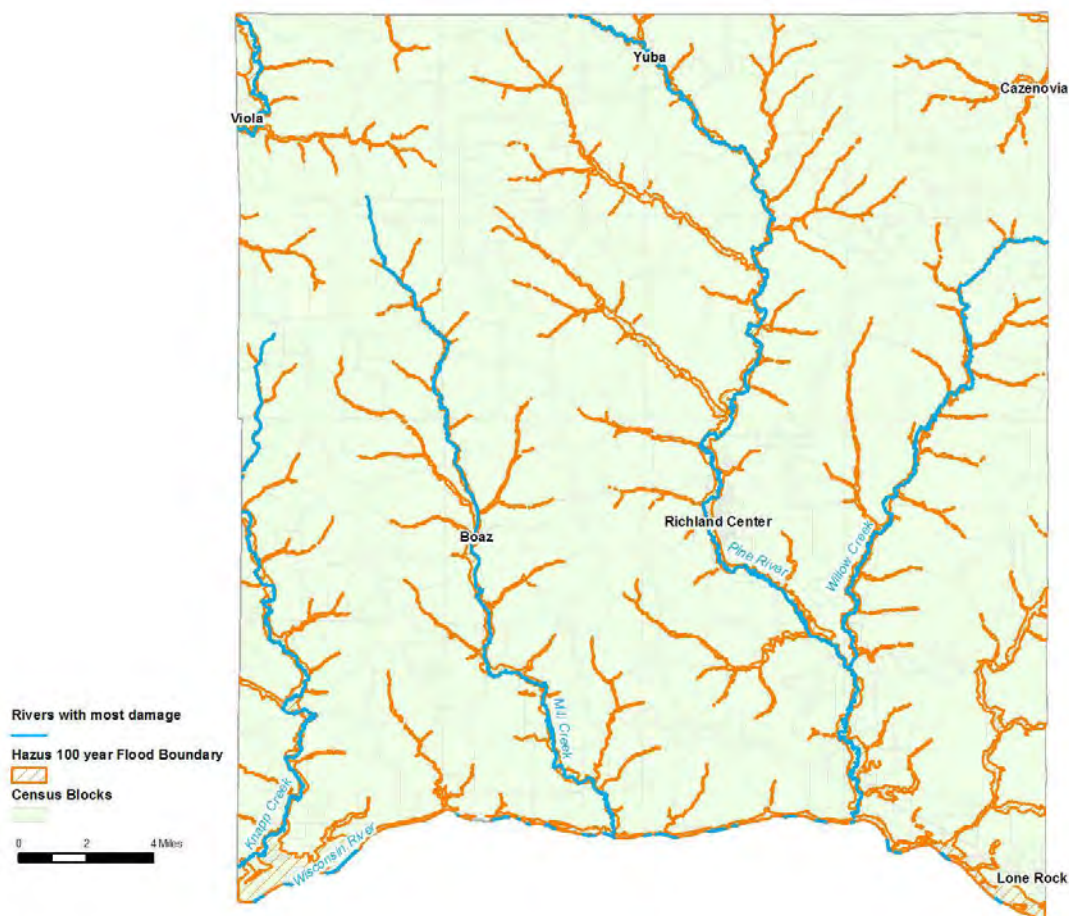 Yuba
Cazenovia
Viola
Richland Center
Boaz
Pine River
Willow Creek
Mill Creek
Knapp Creek
Wisconsin River
Lone Rock
Rivers with most damage
Hazus 100 year Flood Boundary
Census Blocks
0 2 4 Miles